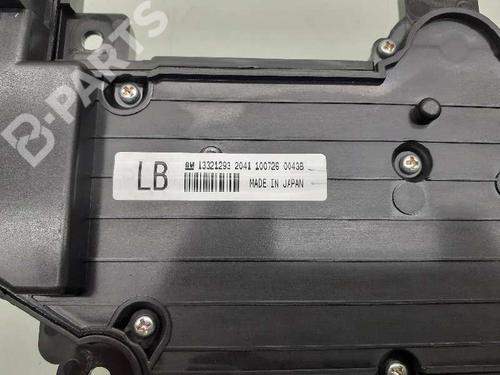 B-PARTS
LB GM 13321293 2041 100726 0043B
MADE IN JAPAN